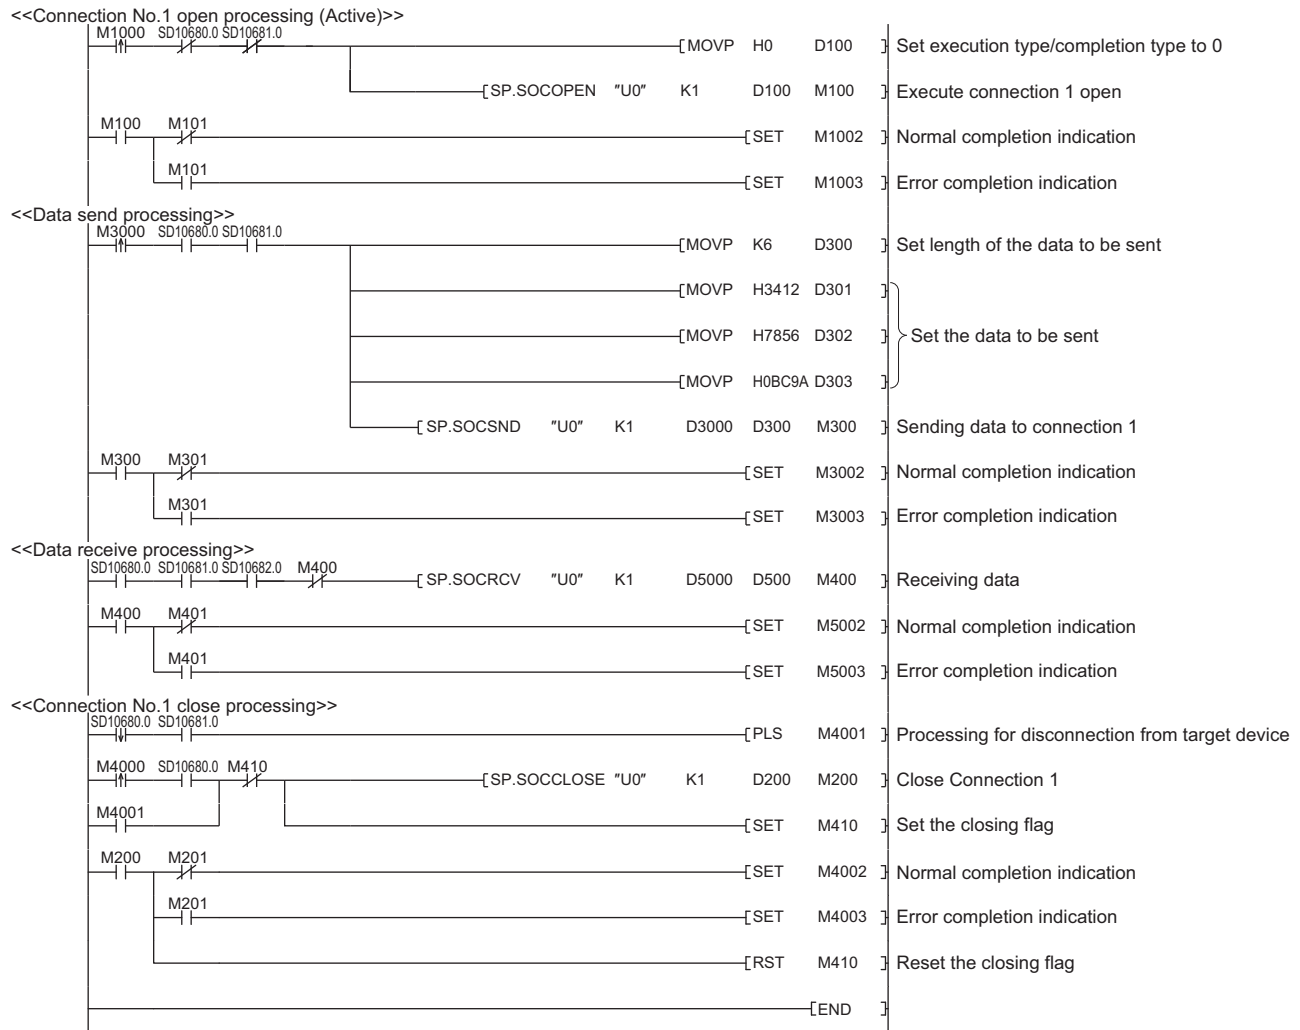 <<Connection No.1 open processing (Active)>>
M1000 SD10680.0 SD10681.0
MOVP H0 D100 Set execution type/completion type to 0
SP.SOCOPEN "U0" K1 D100 M100 Execute connection 1 open
M100 M101
SET M1002 Normal completion indication
M101
SET M1003 Error completion indication
<<Data send processing>>
M3000 SD10680.0 SD10681.0
MOVP K6 D300 Set length of the data to be sent
MOVP H3412 D301
MOVP H7856 D302 Set the data to be sent
MOVP H0BC9A D303
SP.SOCSND "U0" K1 D3000 D300 M300 Sending data to connection 1
M300 M301
SET M3002 Normal completion indication
M301
SET M3003 Error completion indication
<<Data receive processing>>
SD10680.0 SD10681.0 SD10682.0 M400
SP.SOCRCV "U0" K1 D5000 D500 M400 Receiving data
M400 M401
SET M5002 Normal completion indication
M401
SET M5003 Error completion indication
<<Connection No.1 close processing>>
SD10680.0 SD10681.0
PLS M4001 Processing for disconnection from target device
M4000 SD10680.0 M410
SP.SOCCLOSE "U0" K1 D200 M200 Close Connection 1
M4001
SET M410 Set the closing flag
M200 M201
SET M4002 Normal completion indication
M201
SET M4003 Error completion indication
RST M410 Reset the closing flag
END